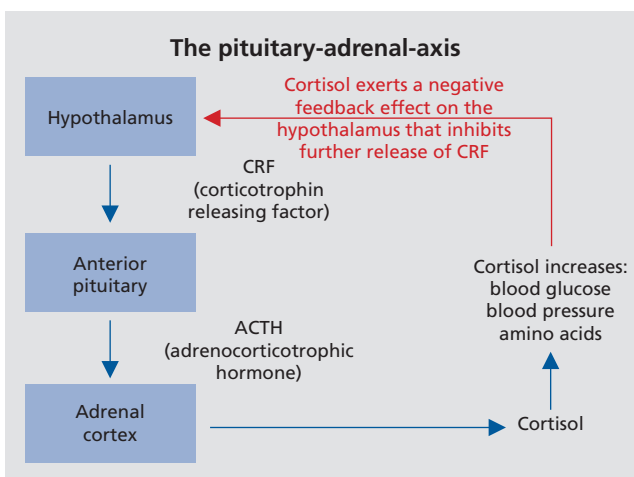 The pituitary-adrenal-axis
Hypothalamus
Cortisol exerts a negative
feedback effect on the
hypothalamus that inhibits
further release of CRF
CRF
(corticotrophin
releasing factor)
Anterior
pituitary
ACTH
(adrenocorticotrophic
hormone)
Adrenal
cortex
Cortisol
Cortisol increases:
blood glucose
blood pressure
amino acids